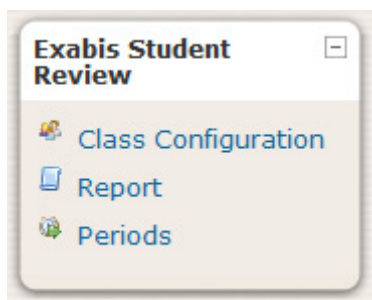 Exabis Student
Review
Class Configuration
Report
Periods